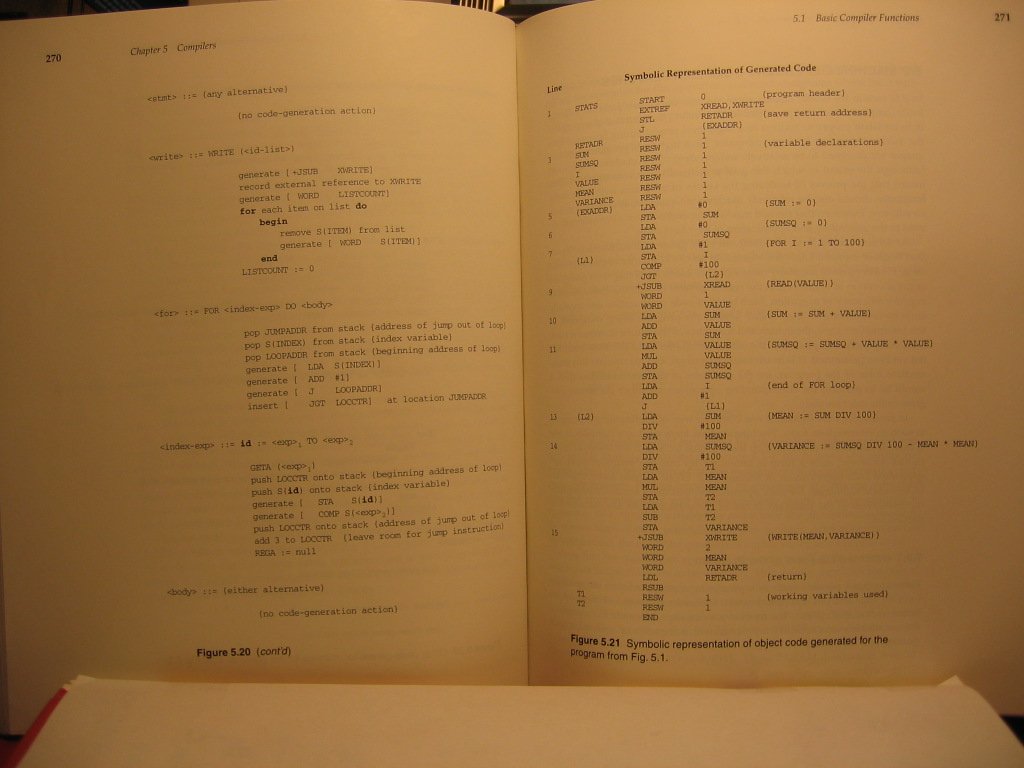 270 Chapter 5 Compilers
<stmt> ::= (any alternative)
(no code-generation action)
<write> ::= WRITE (<id-list>)
generate [+JSUB XWRITE]
record external reference to XWRITE
generate [ WORD LISTCOUNT]
for each item on list do
begin
remove S(ITEM) from list
generate [ WORD S(ITEM)]
end
LISTCOUNT := 0
<for> ::= FOR <index-exp> DO <body>
pop JUMPADDR from stack (address of jump out of loop)
pop S(INDEX) from stack (index variable)
pop LOOPADDR from stack (beginning address of loop)
generate [ LDA S(INDEX)]
generate [ ADD #1]
generate [ J LOOPADDR]
insert [ JGT LOCCTR] at location JUMPADDR
<index-exp> ::= id := <exp>1 TO <exp>2
GETA (<exp>1)
push LOCCTR onto stack (beginning address of loop)
push S(id) onto stack (index variable)
generate [ STA S(id)]
generate [ COMP S(<exp>2)]
push LOCCTR onto stack (address of jump out of loop)
add 3 to LOCCTR (leave room for jump instruction)
REGA := null
<body> ::= (either alternative)
(no code-generation action)
Figure 5.20 (cont'd)
5.1 Basic Compiler Functions 271
Line Symbolic Representation of Generated Code
1 STATS START 0 {program header}
EXTREF XREAD,XWRITE
STL RETADR {save return address}
J {EXADDR}
RETADR RESW 1
3 SUM RESW 1 {variable declarations}
SUMSQ RESW 1
I RESW 1
VALUE RESW 1
MEAN RESW 1
VARIANCE RESW 1
5 {EXADDR} LDA #0 {SUM := 0}
STA SUM
6 LDA #0 {SUMSQ := 0}
STA SUMSQ
7 LDA #1 {FOR I := 1 TO 100}
{L1} STA I
COMP #100
JGT {L2}
9 +JSUB XREAD {READ(VALUE)}
WORD 1
WORD VALUE
10 LDA SUM {SUM := SUM + VALUE}
ADD VALUE
STA SUM
11 LDA VALUE {SUMSQ := SUMSQ + VALUE * VALUE}
MUL VALUE
ADD SUMSQ
STA SUMSQ
LDA I {end of FOR loop}
ADD #1
J {L1}
13 {L2} LDA SUM {MEAN := SUM DIV 100}
DIV #100
STA MEAN
14 LDA SUMSQ {VARIANCE := SUMSQ DIV 100 - MEAN * MEAN}
DIV #100
STA T1
LDA MEAN
MUL MEAN
STA T2
LDA T1
SUB T2
STA VARIANCE
15 +JSUB XWRITE {WRITE(MEAN,VARIANCE)}
WORD 2
WORD MEAN
WORD VARIANCE
LDL RETADR {return}
RSUB
T1 RESW 1 {working variables used}
T2 RESW 1
END
Figure 5.21 Symbolic representation of object code generated for the
program from Fig. 5.1.